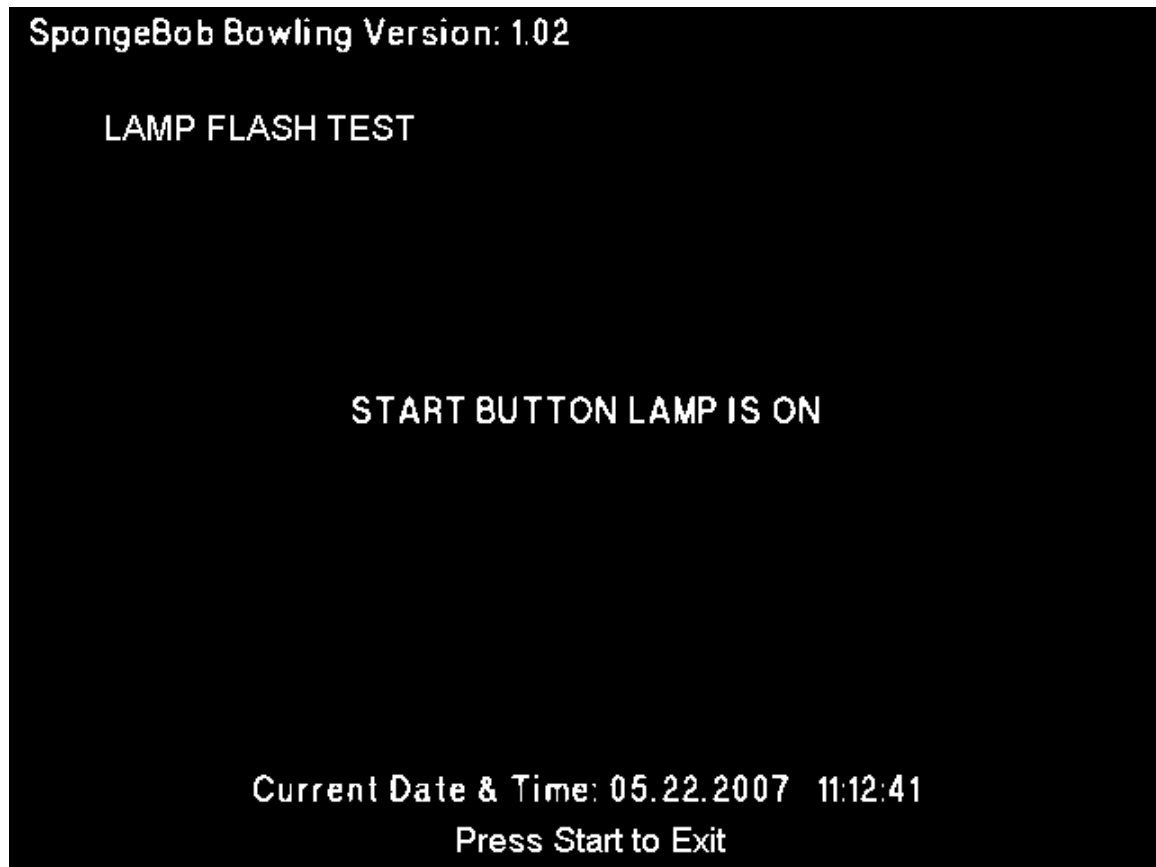 SpongeBob Bowling Version: 1.02
LAMP FLASH TEST
START BUTTON LAMP IS ON
Current Date & Time: 05.22.2007 11:12:41
Press Start to Exit